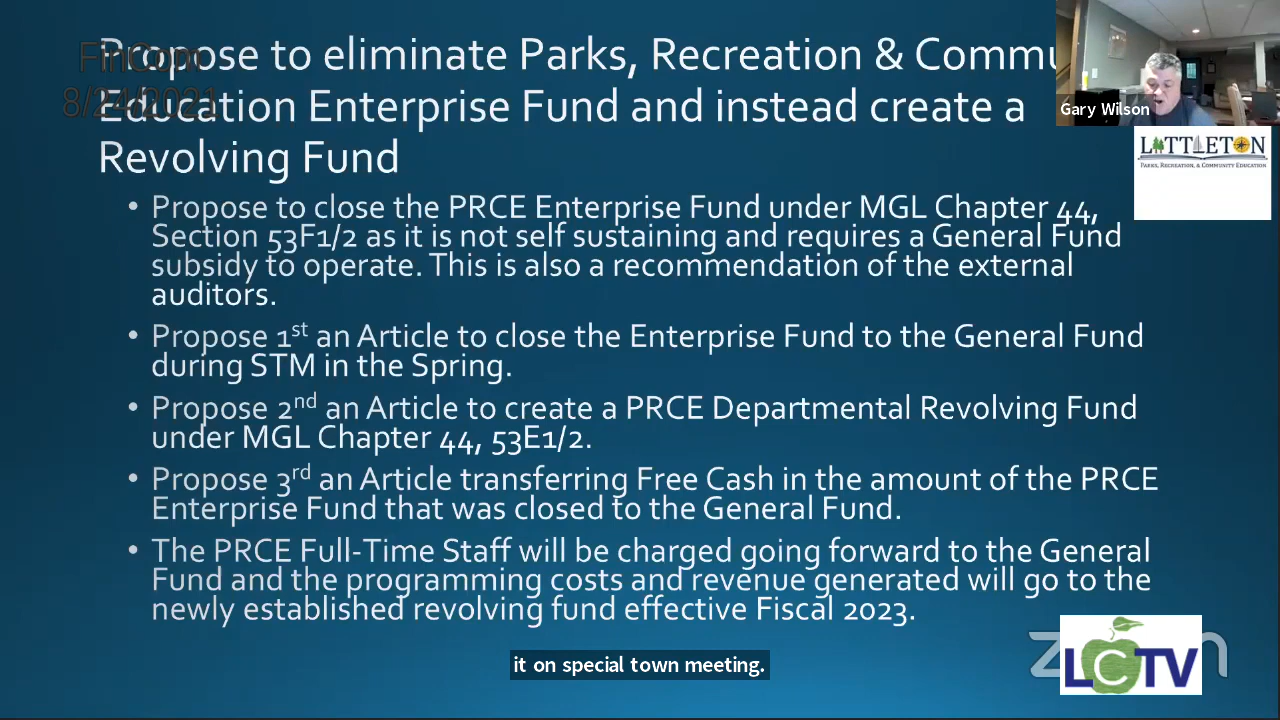 Propose to eliminate Parks, Recreation & Commu
Education Enterprise Fund and instead create a
Revolving Fund
FinCom
8/24/2021
Gary Wilson
LITTLETON
PARKS, RECREATION, & COMMUNITY EDUCATION
• Propose to close the PRCE Enterprise Fund under MGL Chapter 44,
Section 53F1/2 as it is not self sustaining and requires a General Fund
subsidy to operate. This is also a recommendation of the external
auditors.
• Propose 1st an Article to close the Enterprise Fund to the General Fund
during STM in the Spring.
• Propose 2nd an Article to create a PRCE Departmental Revolving Fund
under MGL Chapter 44, 53E1/2.
• Propose 3rd an Article transferring Free Cash in the amount of the PRCE
Enterprise Fund that was closed to the General Fund.
• The PRCE Full-Time Staff will be charged going forward to the General
Fund and the programming costs and revenue generated will go to the
newly established revolving fund effective Fiscal 2023.
it on special town meeting.
LCTV